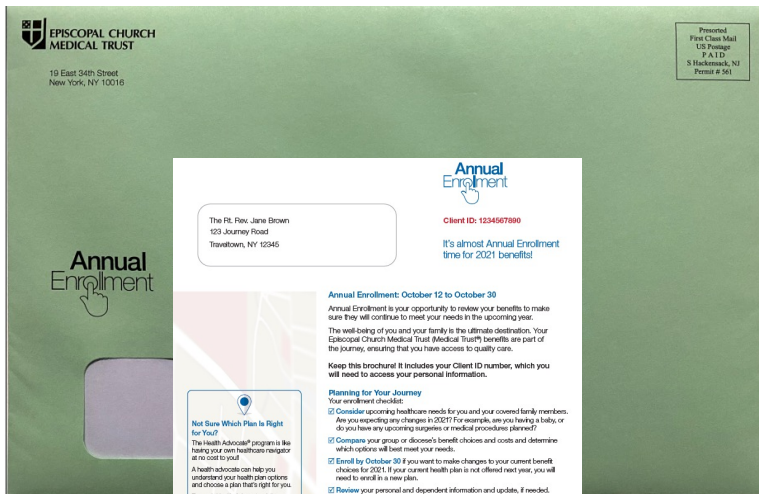 EPISCOPAL CHURCH
MEDICAL TRUST
19 East 34th Street
New York, NY 10016
Presorted
First Class Mail
US Postage
P A I D
S Hackensack, NJ
Permit # 561
Annual
Enrollment
Annual
Enrollment
The Rt. Rev. Jane Brown
123 Journey Road
Traveltown, NY 12345
Client ID: 1234567890
It's almost Annual Enrollment
time for 2021 benefits!
Annual Enrollment: October 12 to October 30
Annual Enrollment is your opportunity to review your benefits to make
sure they will continue to meet your needs in the upcoming year.
The well-being of you and your family is the ultimate destination. Your
Episcopal Church Medical Trust (Medical Trust®) benefits are part of
the journey, ensuring that you have access to quality care.
Keep this brochure! It includes your Client ID number, which you
will need to access your personal information.
Planning for Your Journey
Your enrollment checklist:
☑ Consider upcoming healthcare needs for you and your covered family members.
Are you expecting any changes in 2021? For example, are you having a baby, or
do you have any upcoming surgeries or medical procedures planned?
☑ Compare your group or diocese's benefit choices and costs and determine
which options will best meet your needs.
☑ Enroll by October 30 if you want to make changes to your current benefit
choices for 2021. If your current health plan is not offered next year, you will
need to enroll in a new plan.
☑ Review your personal and dependent information and update, if needed.
Not Sure Which Plan Is Right
for You?
The Health Advocate® program is like
having your own healthcare navigator
at no cost to you!
A health advocate can help you
understand your health plan options
and choose a plan that's right for you.